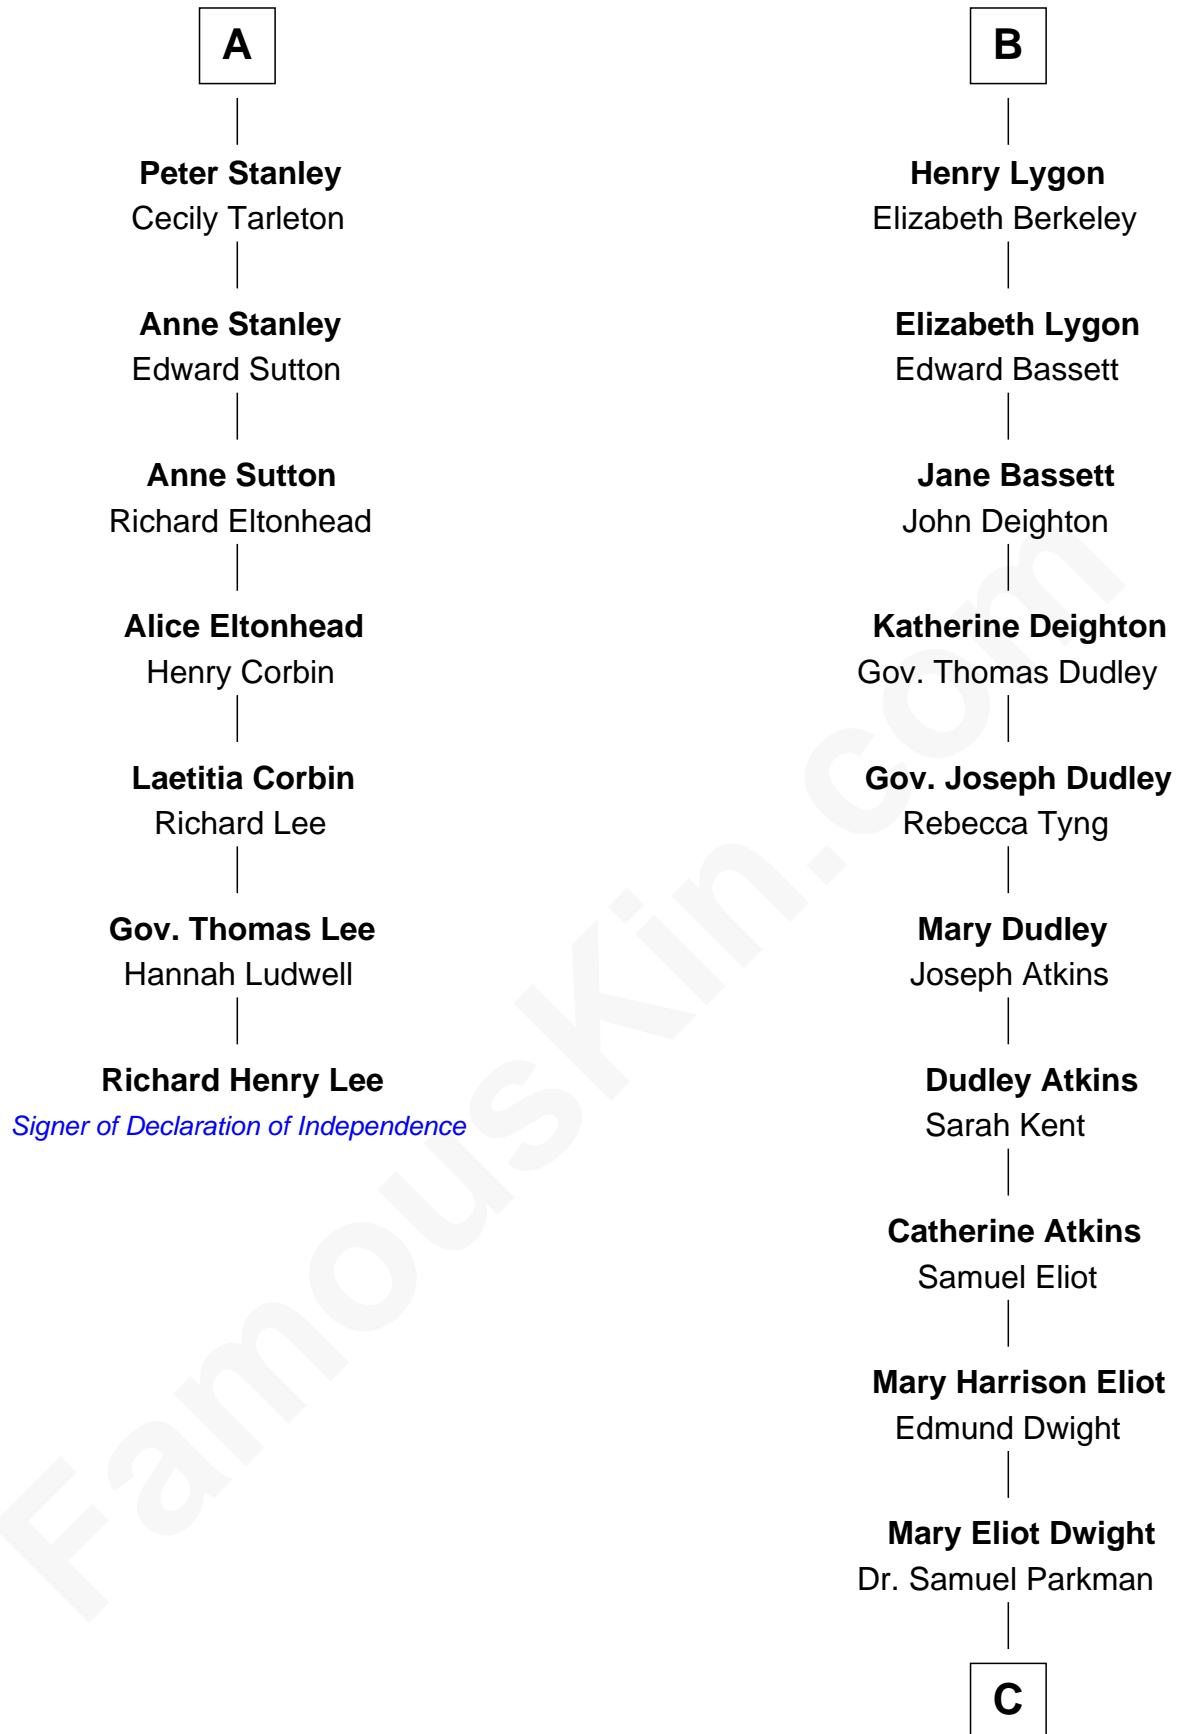 A
Peter Stanley
Cecily Tarleton
Anne Stanley
Edward Sutton
Anne Sutton
Richard Eltonhead
Alice Eltonhead
Henry Corbin
Laetitia Corbin
Richard Lee
Gov. Thomas Lee
Hannah Ludwell
Richard Henry Lee
Signer of Declaration of Independence
B
Henry Lygon
Elizabeth Berkeley
Elizabeth Lygon
Edward Bassett
Jane Bassett
John Deighton
Katherine Deighton
Gov. Thomas Dudley
Gov. Joseph Dudley
Rebecca Tyng
Mary Dudley
Joseph Atkins
Dudley Atkins
Sarah Kent
Catherine Atkins
Samuel Eliot
Mary Harrison Eliot
Edmund Dwight
Mary Eliot Dwight
Dr. Samuel Parkman
C
FamousKin.com